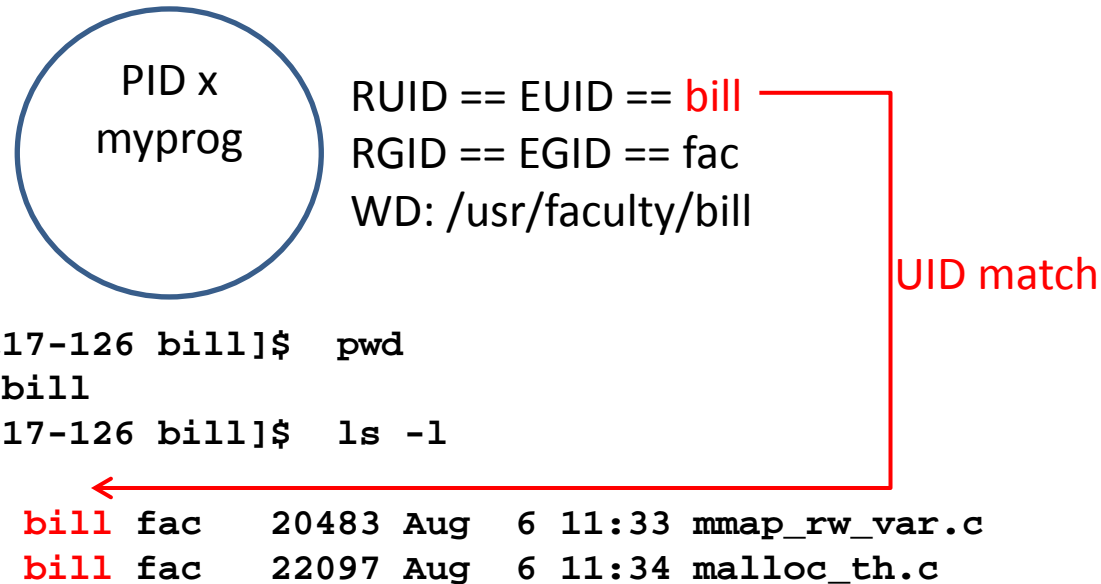 PID x
myprog
RUID == EUID == bill
RGID == EGID == fac
WD: /usr/faculty/bill
UID match
17-126 bill]$  pwd
bill
17-126 bill]$  ls -l
bill fac   20483 Aug  6 11:33 mmap_rw_var.c
bill fac   22097 Aug  6 11:34 malloc_th.c